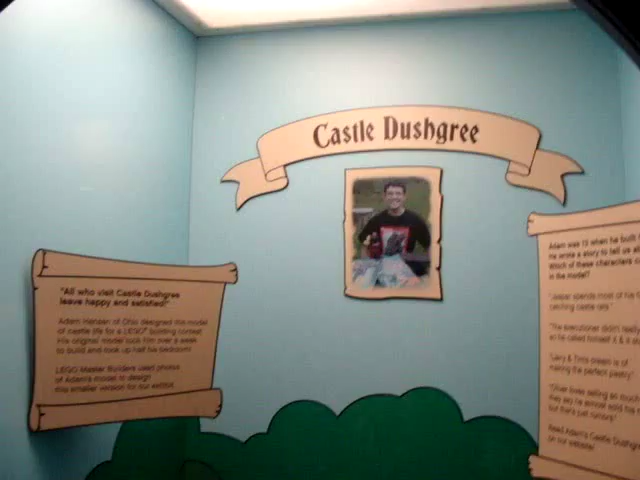 Castle Dushgree
"All who visit Castle Dushgree
leave happy and satisfied!"
Adam Hansen of Ohio designed this model
of castle life for a LEGO® building contest.
His original model took him over a week
to build and took up half his bedroom!
LEGO Master Builders used photos
of Adam's model to design
this smaller version for our exhibit.
Adam was 13 when he built
He wrote a story to tell us
Which of these characters
in the model?
spends most of his
catching castle rats."
"The executioner didn't really
so he called himself
"Larry & Tim's dream is of
making the perfect pastry"
"Oliver loves selling so much
they say he almost sold his
but that's just rumors."
Read Adam's Castle Dushgree
on our website!